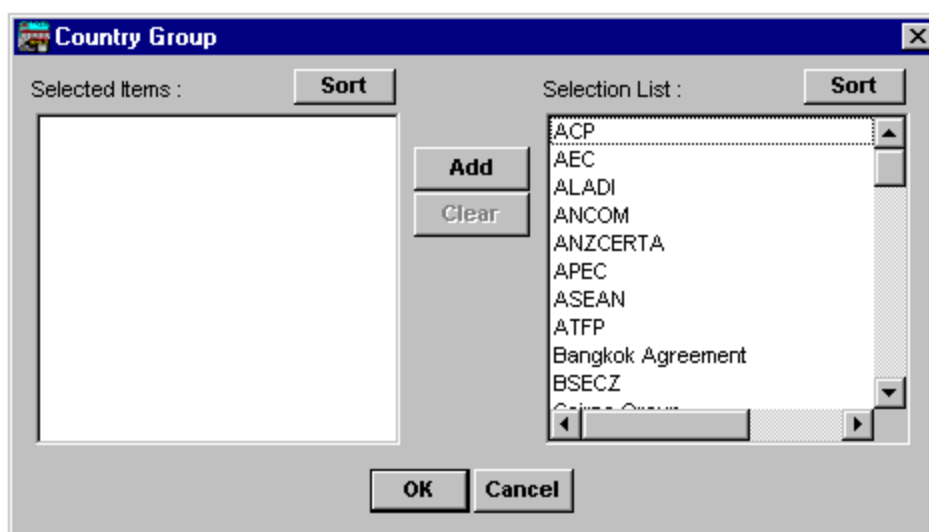 Country Group
Selected Items :
Sort
Selection List :
Sort
ACP
AEC
ALADI
ANCOM
ANZCERTA
APEC
ASEAN
ATFP
Bangkok Agreement
BSECZ
Add
Clear
OK
Cancel